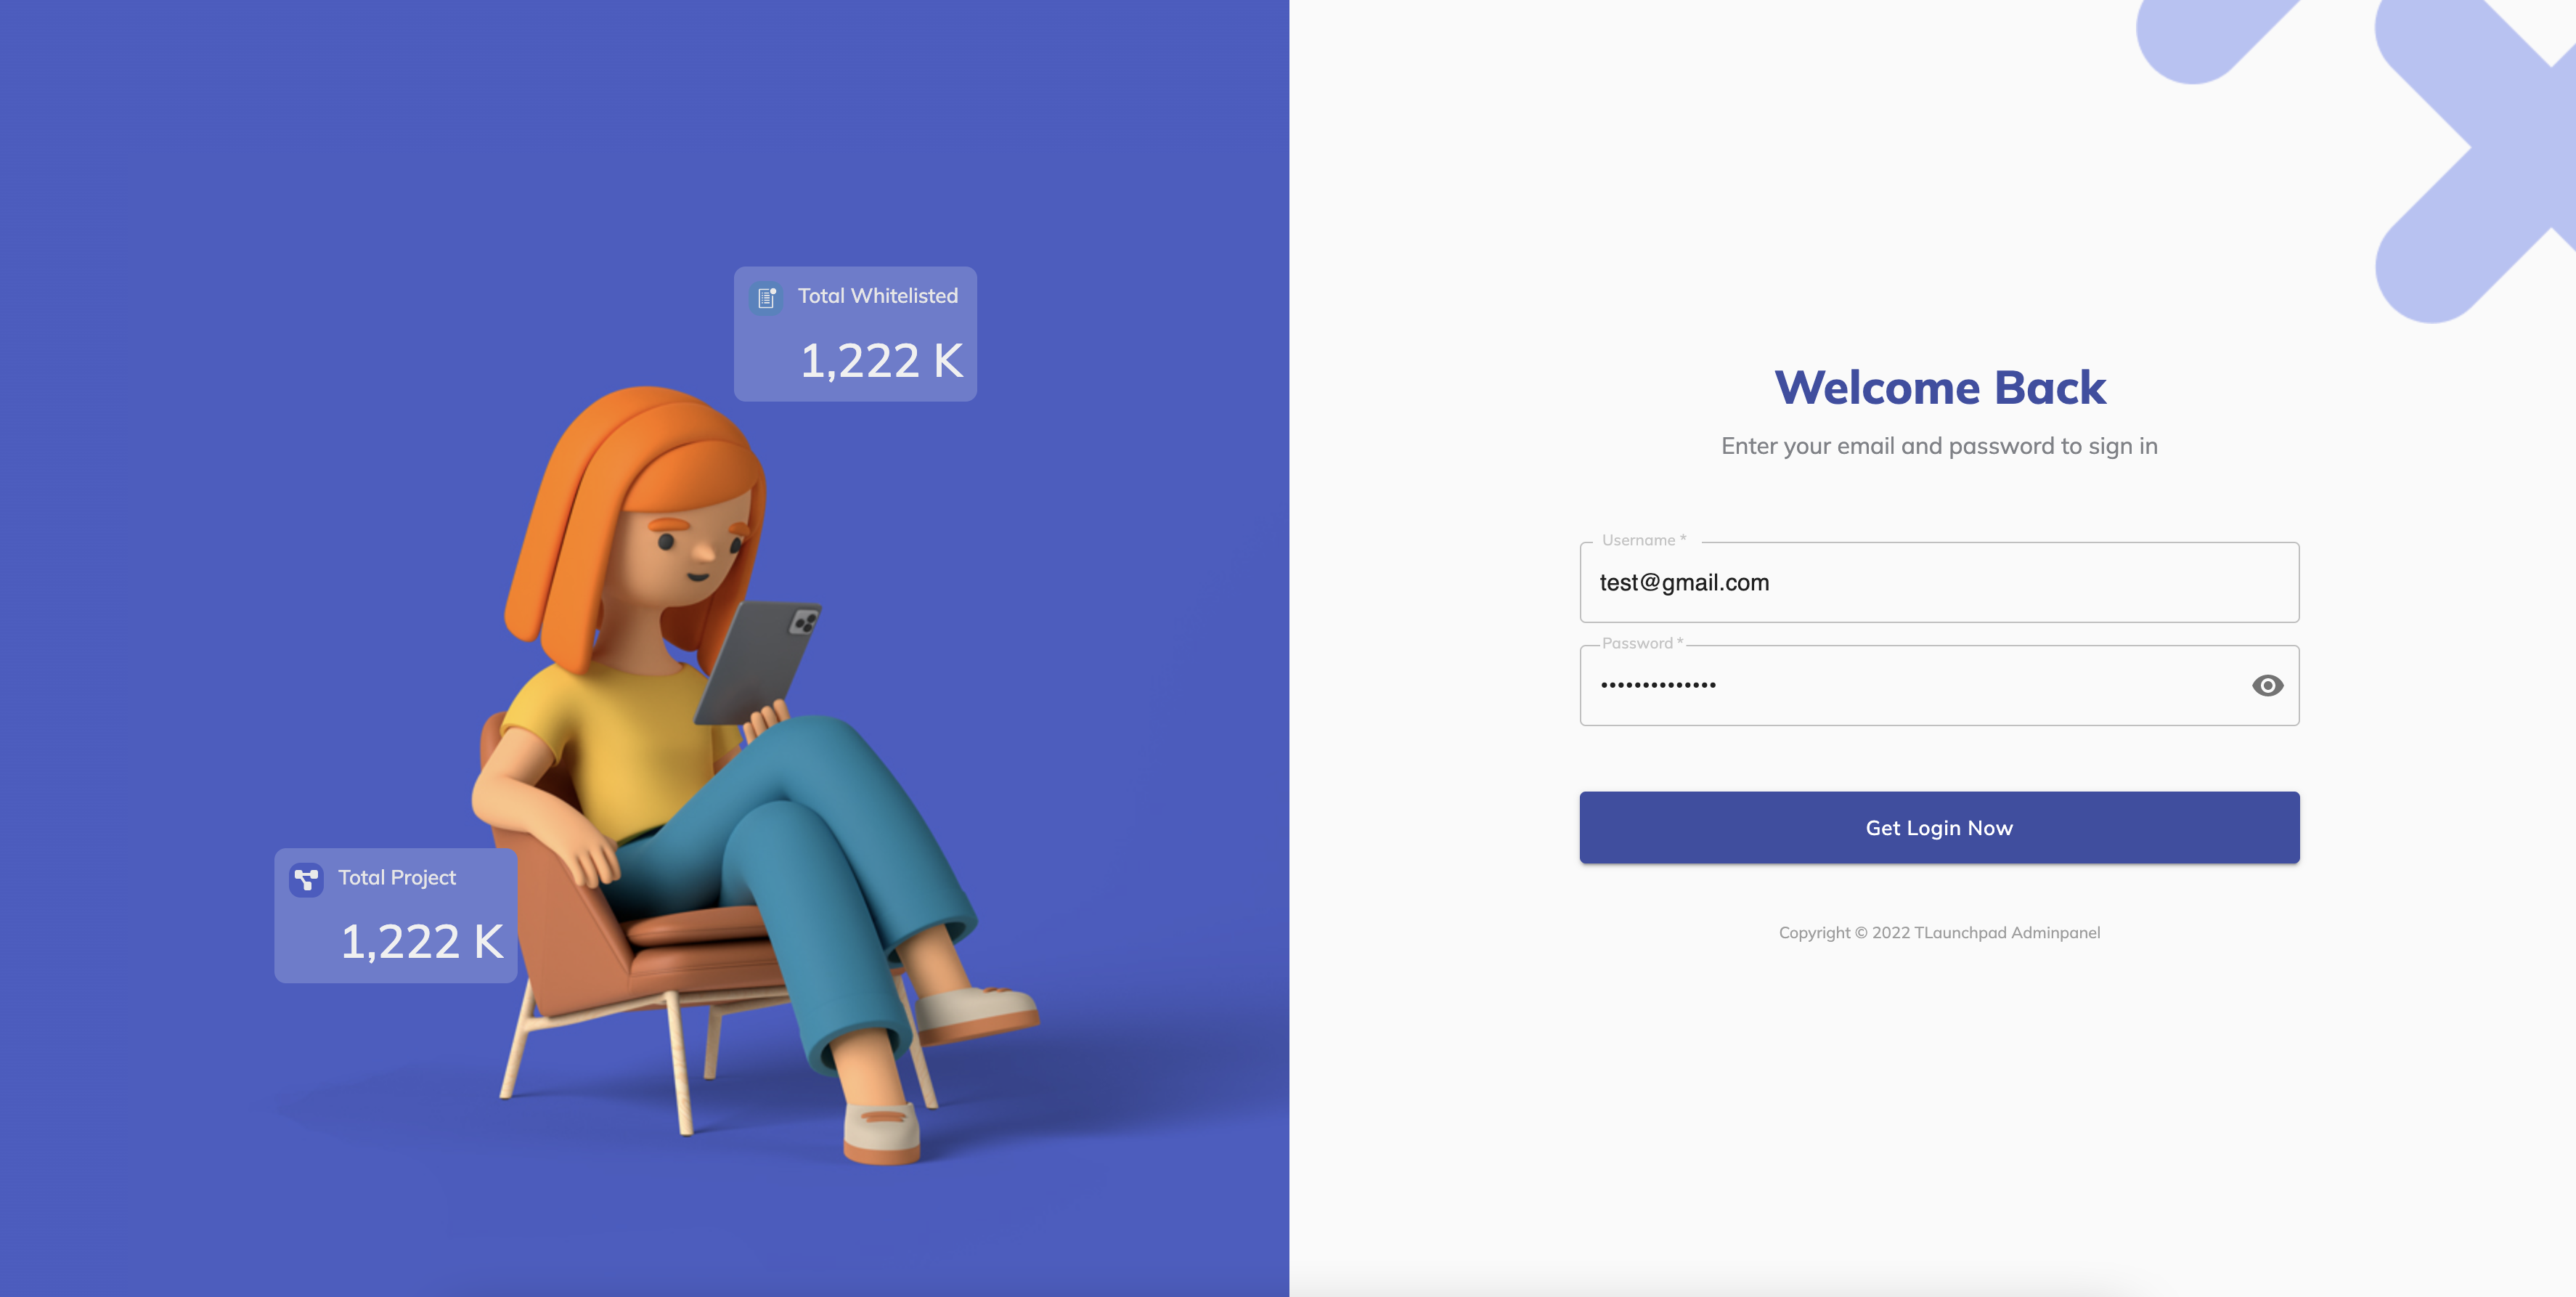 Total Whitelisted
1,222 K
Total Project
1,222 K
Welcome Back
Enter your email and password to sign in
Username *
test@gmail.com
Password *
••••••••••••••
Get Login Now
Copyright © 2022 TLaunchpad Adminpanel